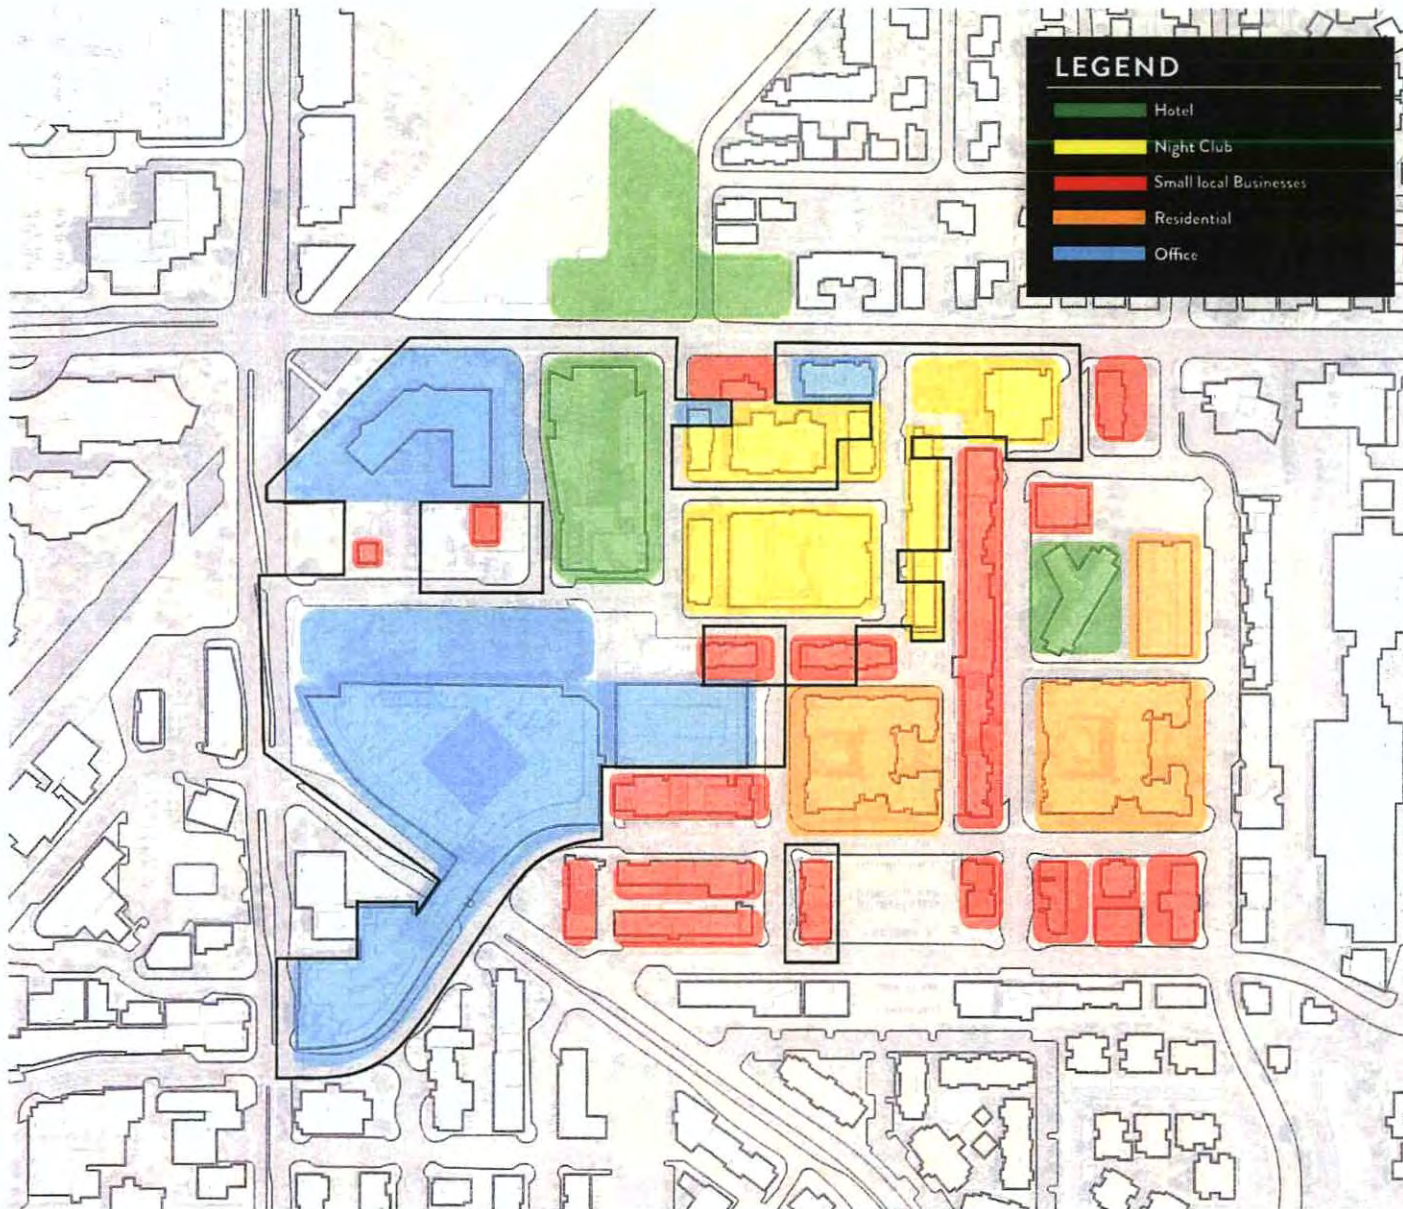 LEGEND
Hotel
Night Club
Small local Businesses
Residential
Office